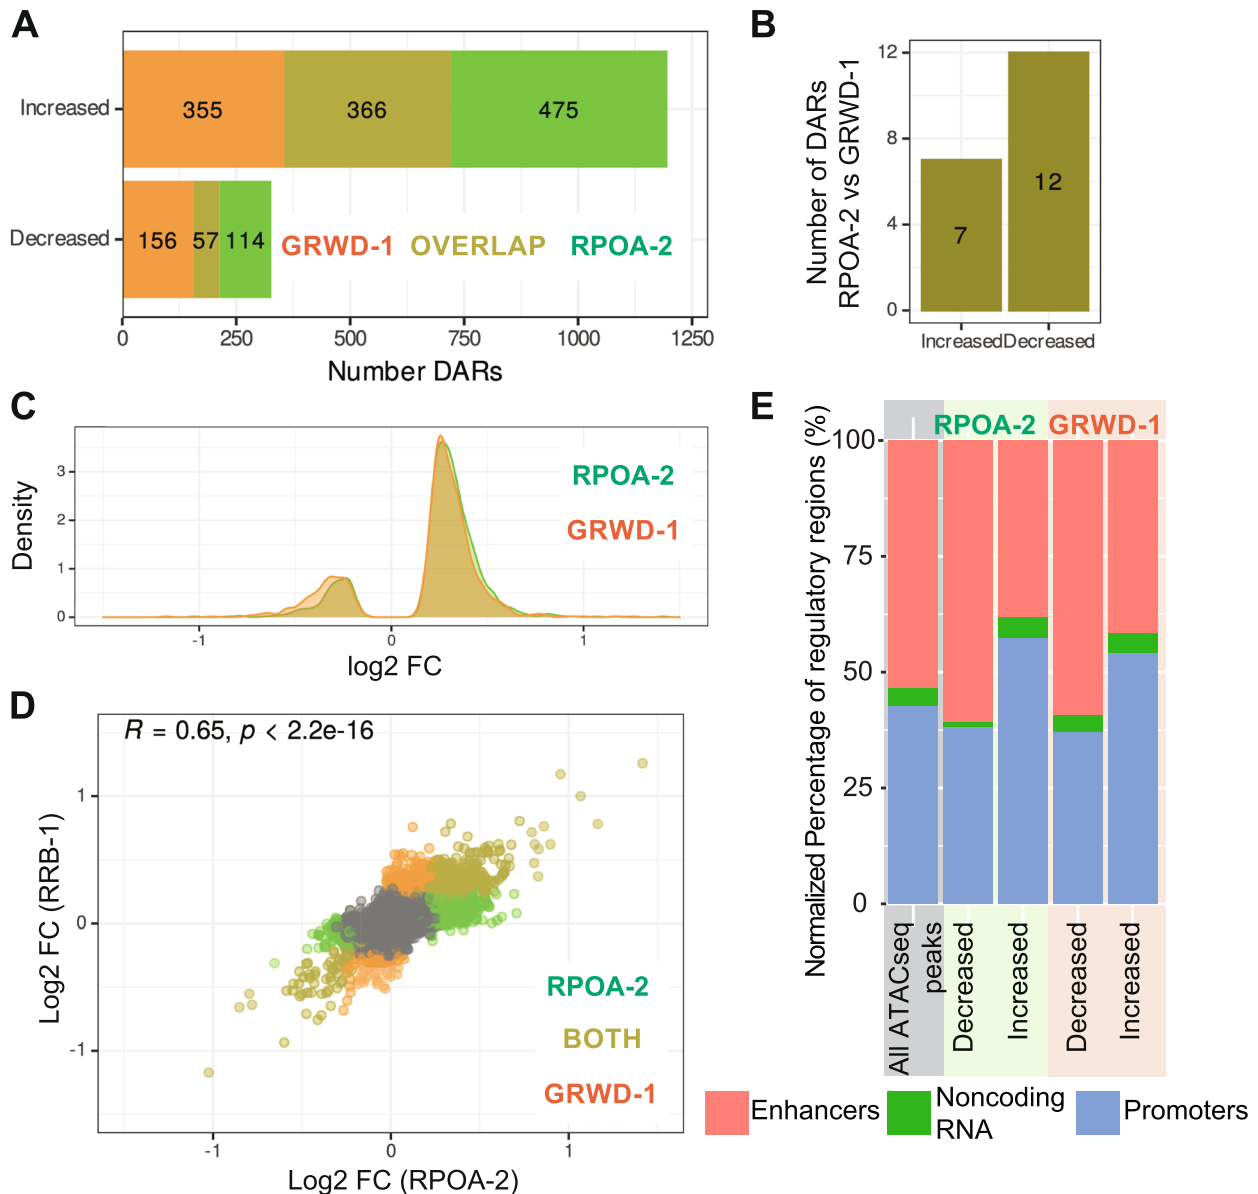 A
Increased
355
366
475
Decreased
156
57
114
GRWD-1
OVERLAP
RPOA-2
0
250
500
750
1000
1250
Number DARs
B
Number of DARs
RPOA-2 vs GRWD-1
12
8
4
0
7
12
Increased
Decreased
C
Density
3
2
1
0
RPOA-2
GRWD-1
-1
0
1
log2 FC
D
R = 0.65, p < 2.2e-16
Log2 FC (RRB-1)
1
0
-1
RPOA-2
BOTH
GRWD-1
-1
0
1
Log2 FC (RPOA-2)
E
Normalized Percentage of regulatory regions (%)
RPOA-2
GRWD-1
100
75
50
25
0
All ATACseq
peaks
Decreased
Increased
Decreased
Increased
Enhancers
Noncoding
RNA
Promoters